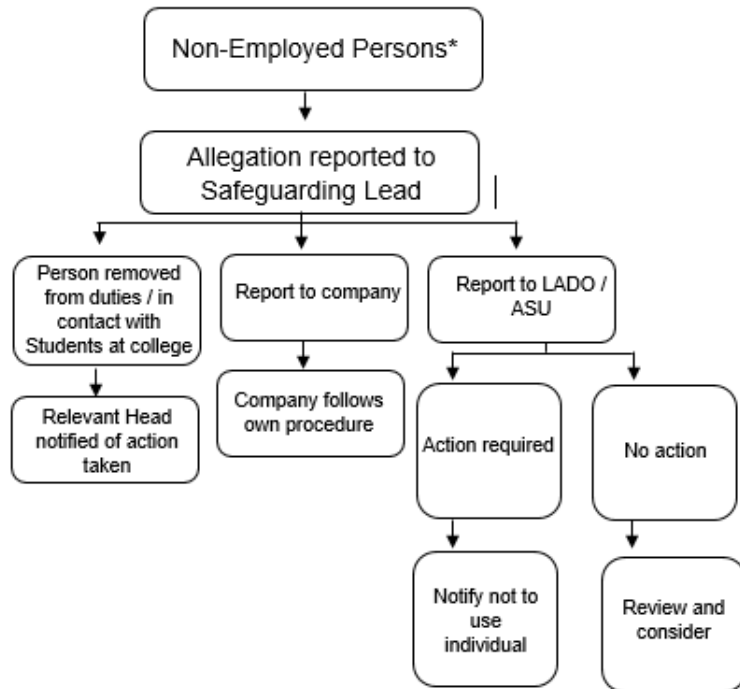 Non-Employed Persons*
Allegation reported to
Safeguarding Lead
Person removed
from duties / in
contact with
Students at college
Report to company
Report to LADO /
ASU
Relevant Head
notified of action
taken
Company follows
own procedure
Action required
No action
Notify not to
use
individual
Review and
consider